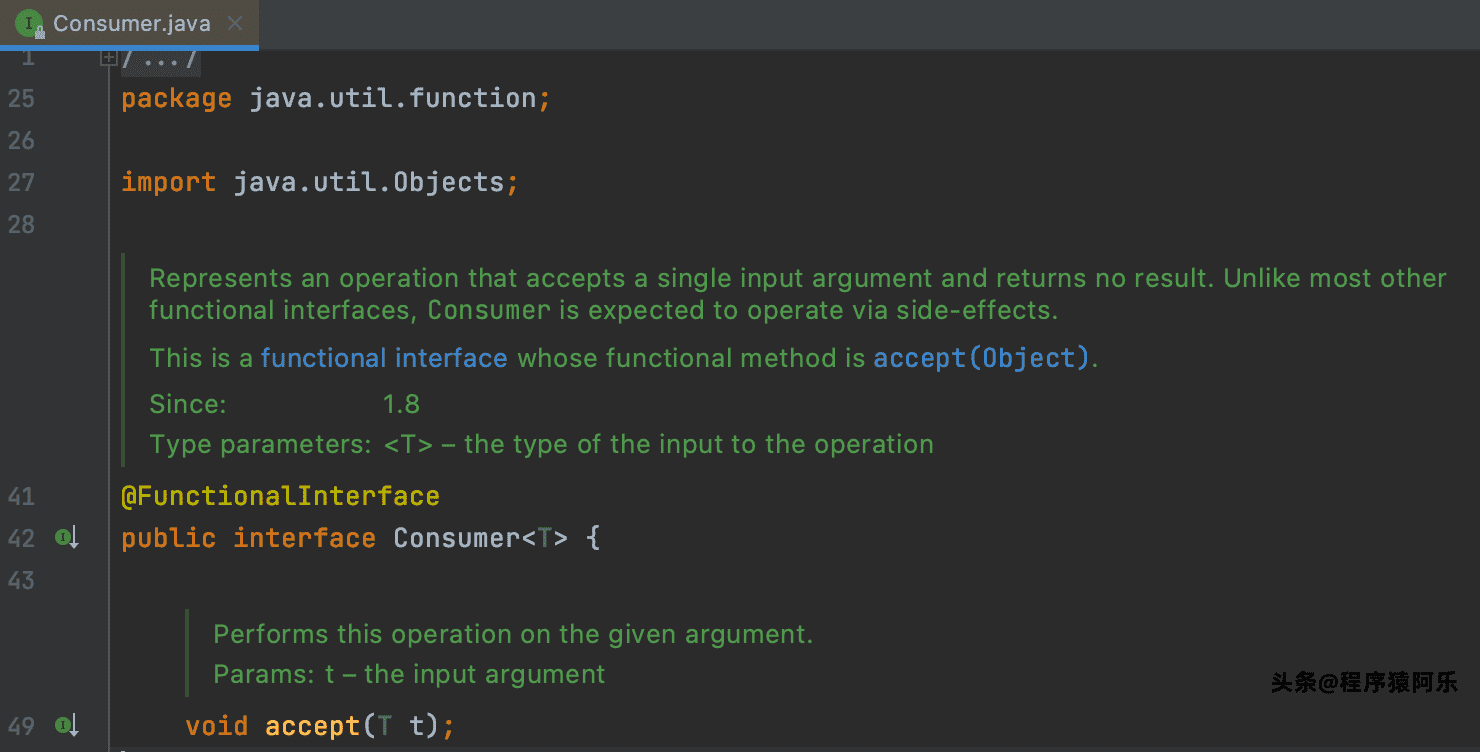 Consumer.java
1 /.../
25 package java.util.function;
26
27 import java.util.Objects;
28
Represents an operation that accepts a single input argument and returns no result. Unlike most other
functional interfaces, Consumer is expected to operate via side-effects.
This is a functional interface whose functional method is accept(Object).
Since: 1.8
Type parameters: <T> – the type of the input to the operation
41 @FunctionalInterface
42 public interface Consumer<T> {
43
Performs this operation on the given argument.
Params: t – the input argument
头条@程序猿阿乐
49 void accept(T t);